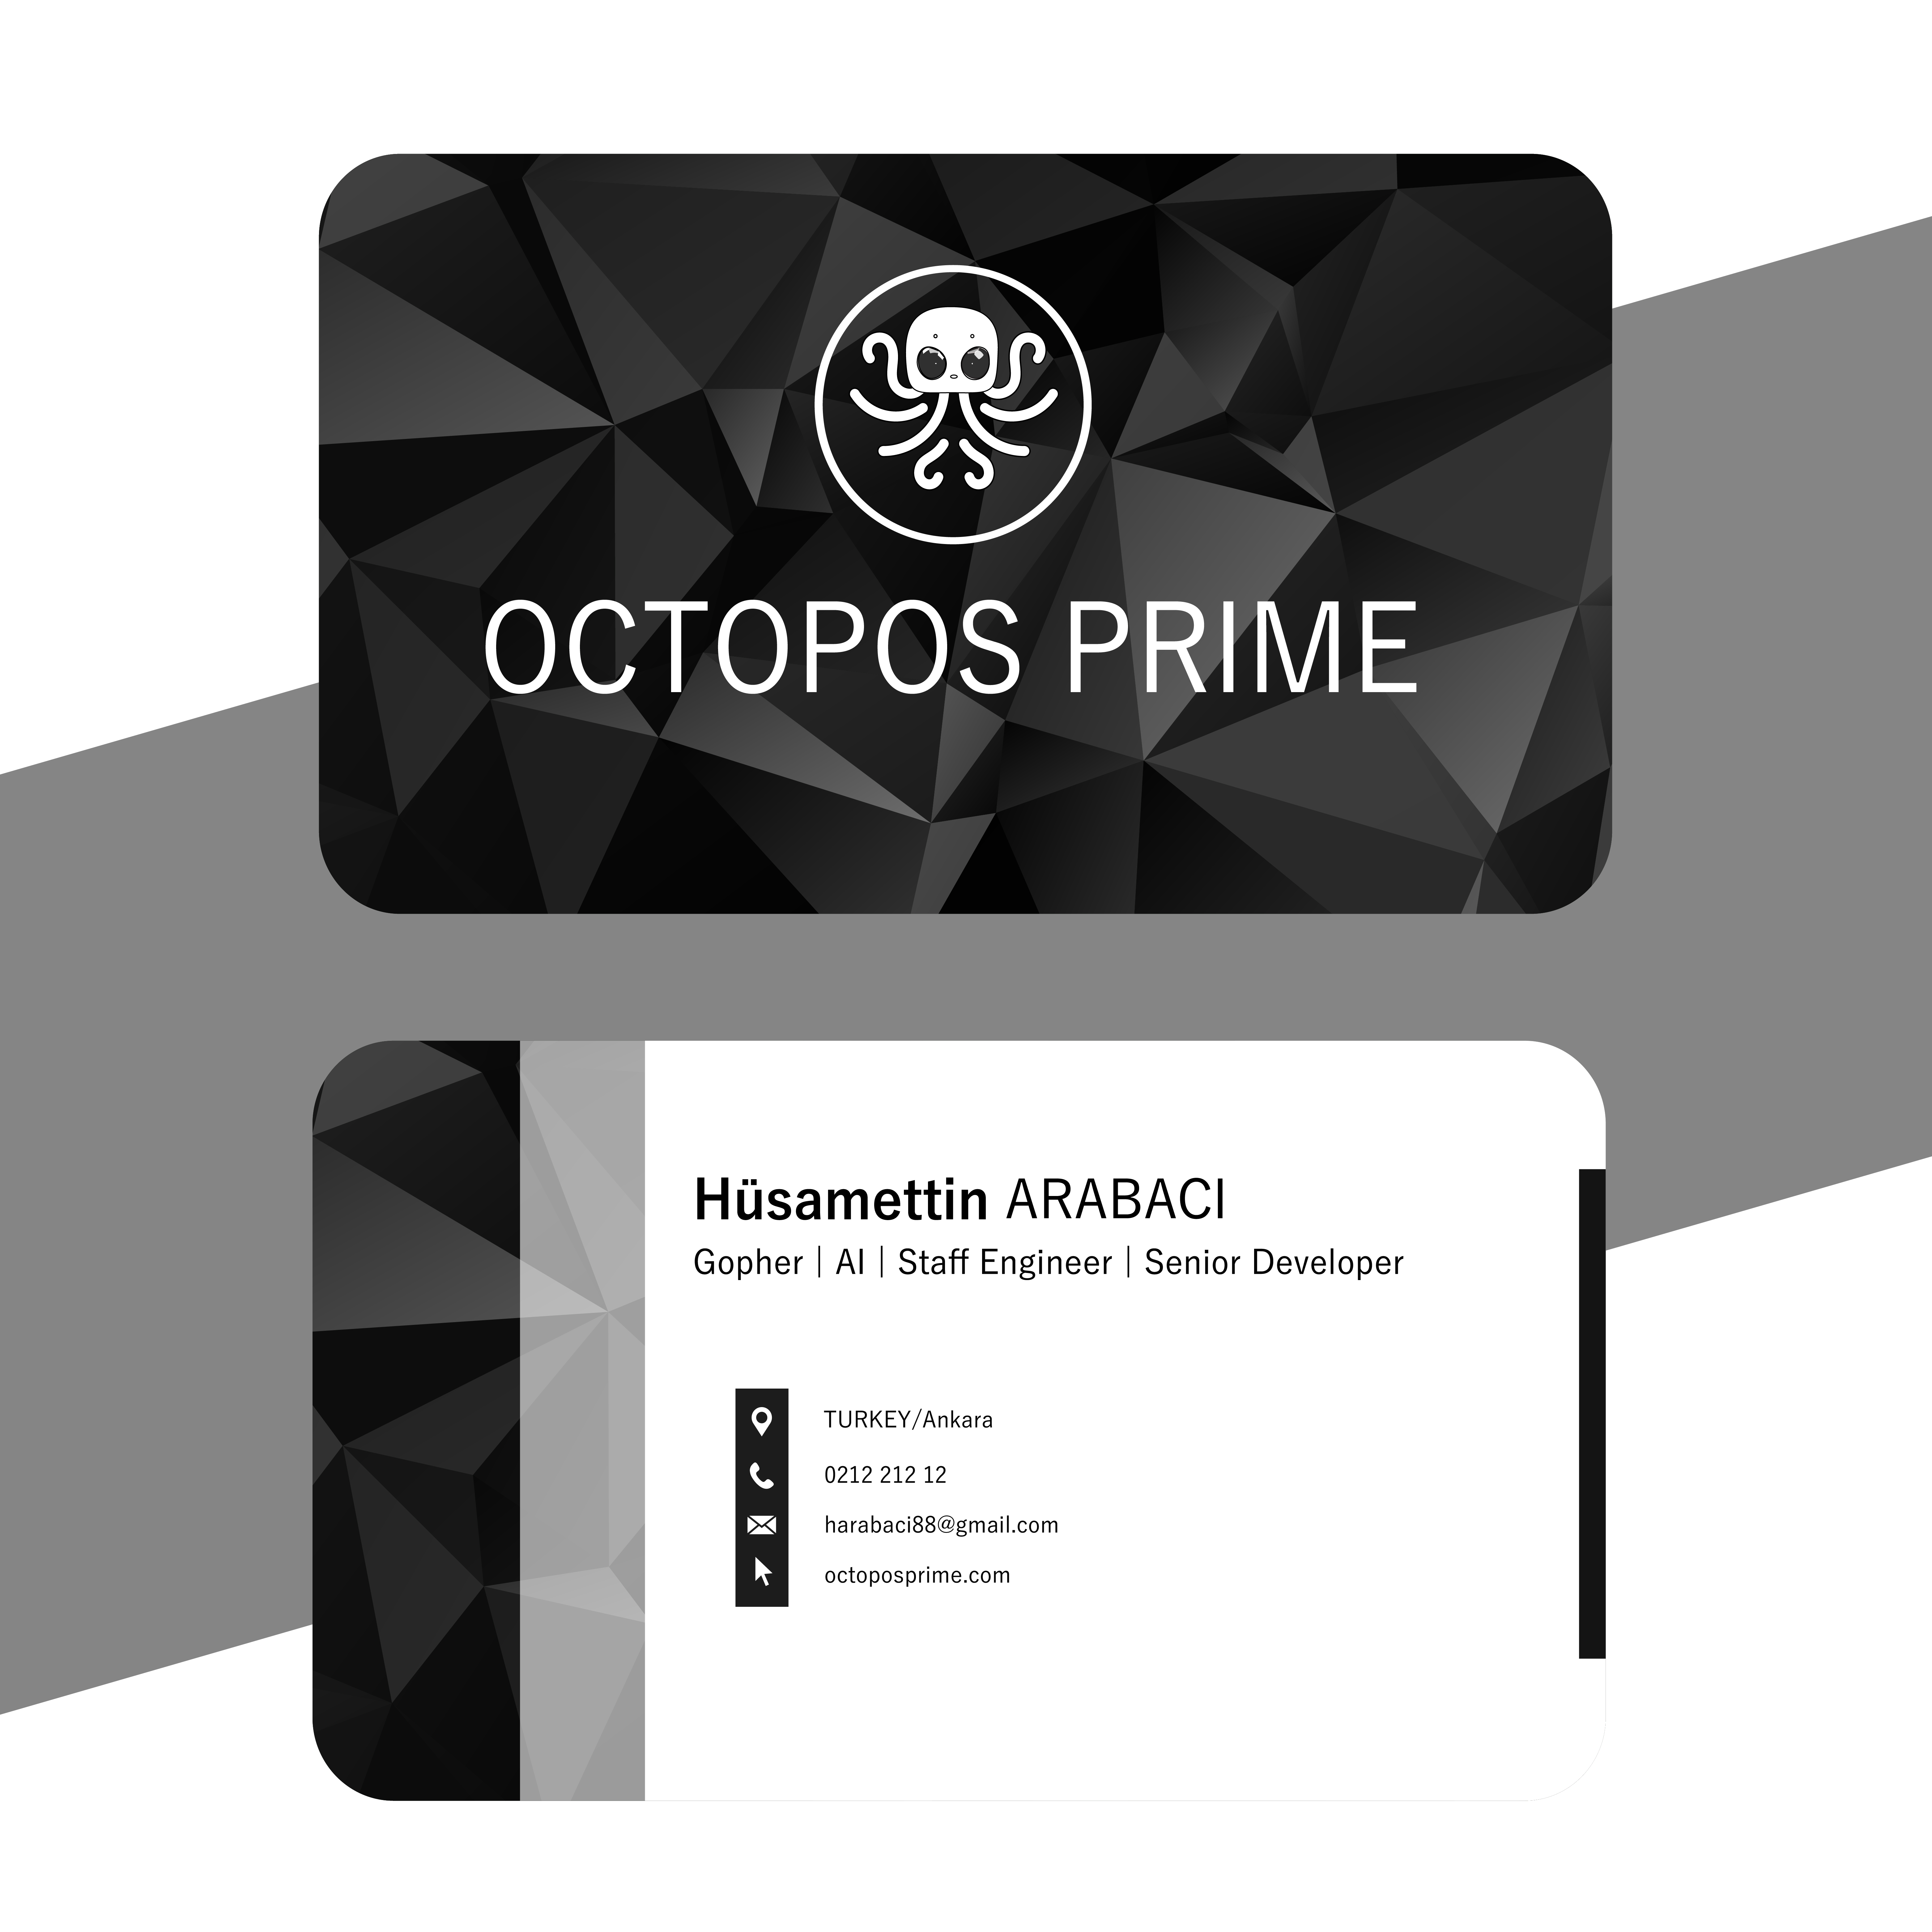 OCTOPOS PRIME
Hüsamettin ARABACI
Gopher | AI | Staff Engineer | Senior Developer
TURKEY/Ankara
0212 212 12
harabaci88@gmail.com
octoposprime.com